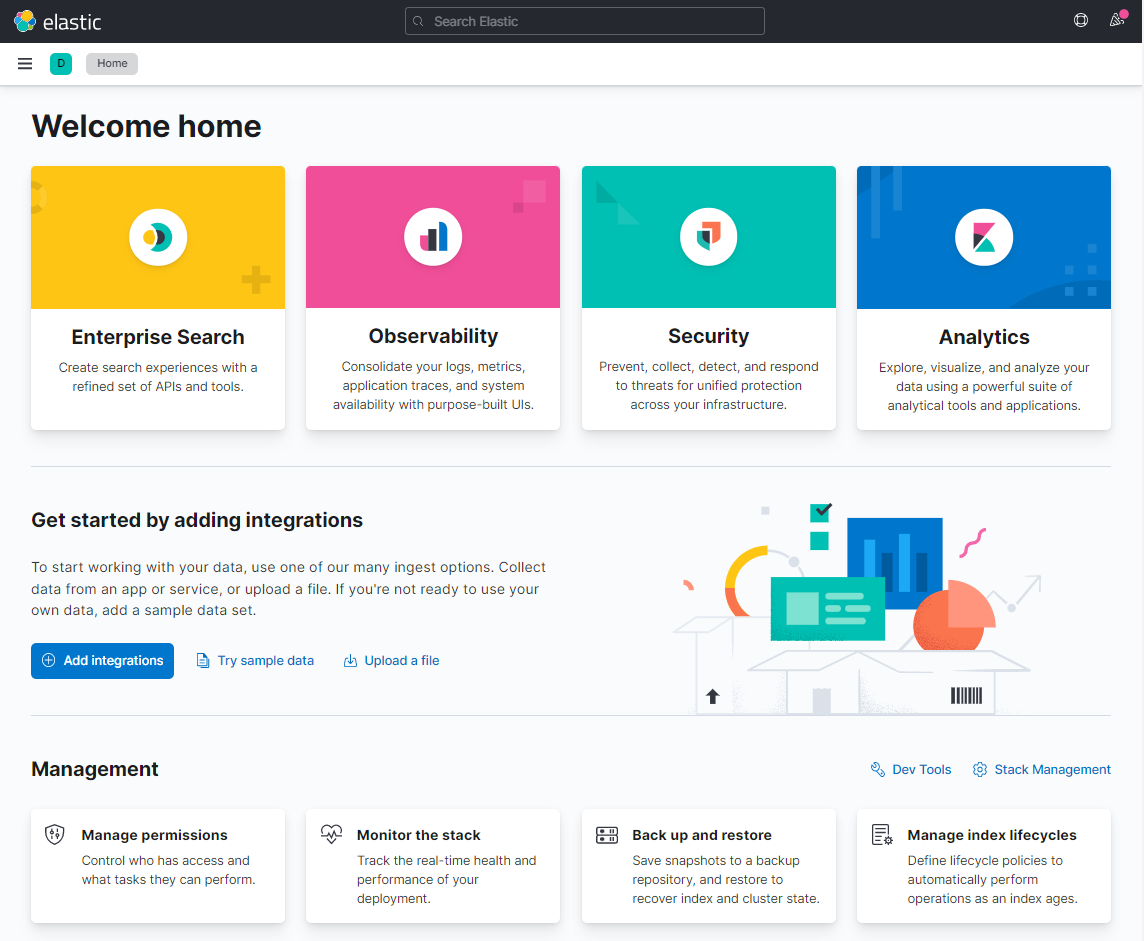 elastic
Search Elastic
D
Home
Welcome home
Enterprise Search
Create search experiences with a
refined set of APIs and tools.
Observability
Consolidate your logs, metrics,
application traces, and system
availability with purpose-built UIs.
Security
Prevent, collect, detect, and respond
to threats for unified protection
across your infrastructure.
Analytics
Explore, visualize, and analyze your
data using a powerful suite of
analytical tools and applications.
Get started by adding integrations
To start working with your data, use one of our many ingest options. Collect
data from an app or service, or upload a file. If you're not ready to use your
own data, add a sample data set.
Add integrations
Try sample data
Upload a file
Management
Dev Tools
Stack Management
Manage permissions
Control who has access and
what tasks they can perform.
Monitor the stack
Track the real-time health and
performance of your
deployment.
Back up and restore
Save snapshots to a backup
repository, and restore to
recover index and cluster state.
Manage index lifecycles
Define lifecycle policies to
automatically perform
operations as an index ages.